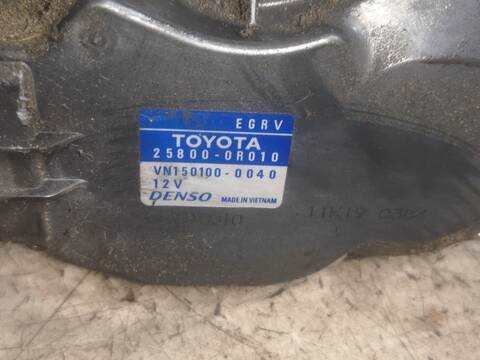 EGRV
TOYOTA
25800-0R010
VN150100-0040
12V
DENSO MADE IN VIETNAM